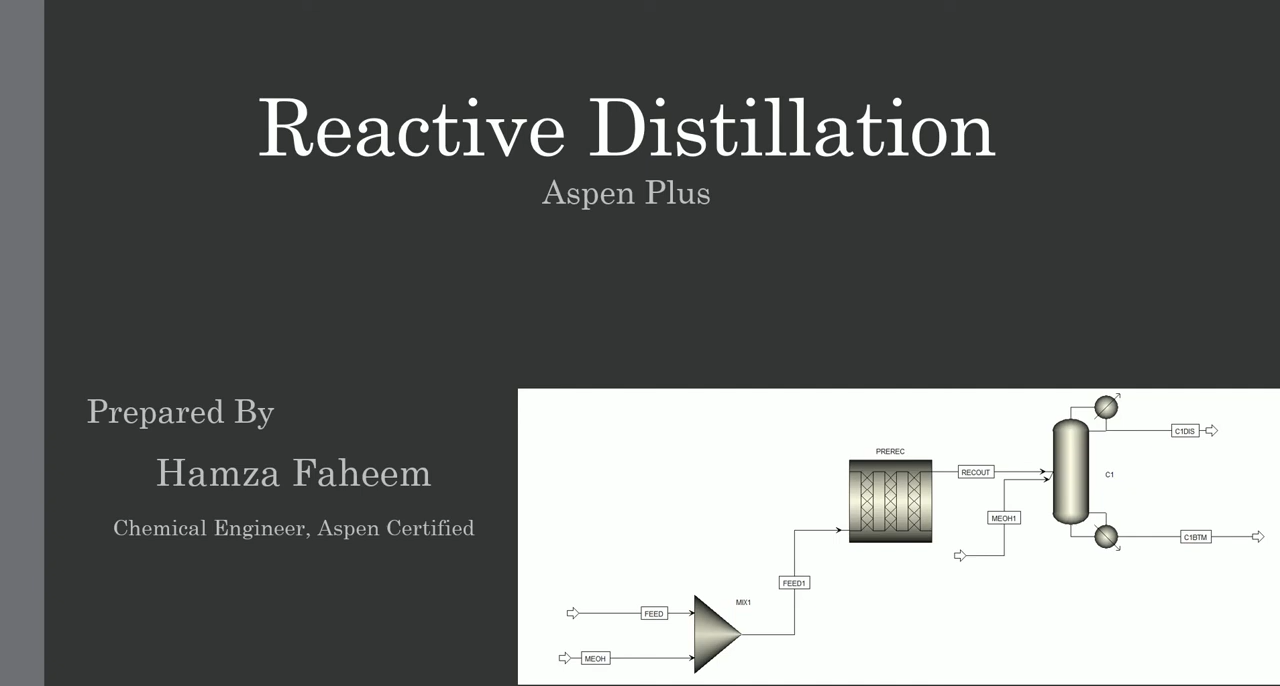 Reactive Distillation
Aspen Plus
Prepared By
Hamza Faheem
Chemical Engineer, Aspen Certified
C1DIS
PREREC
RECOUT
C1
MEOH1
C1BTM
FEED1
MIX1
FEED
MEOH